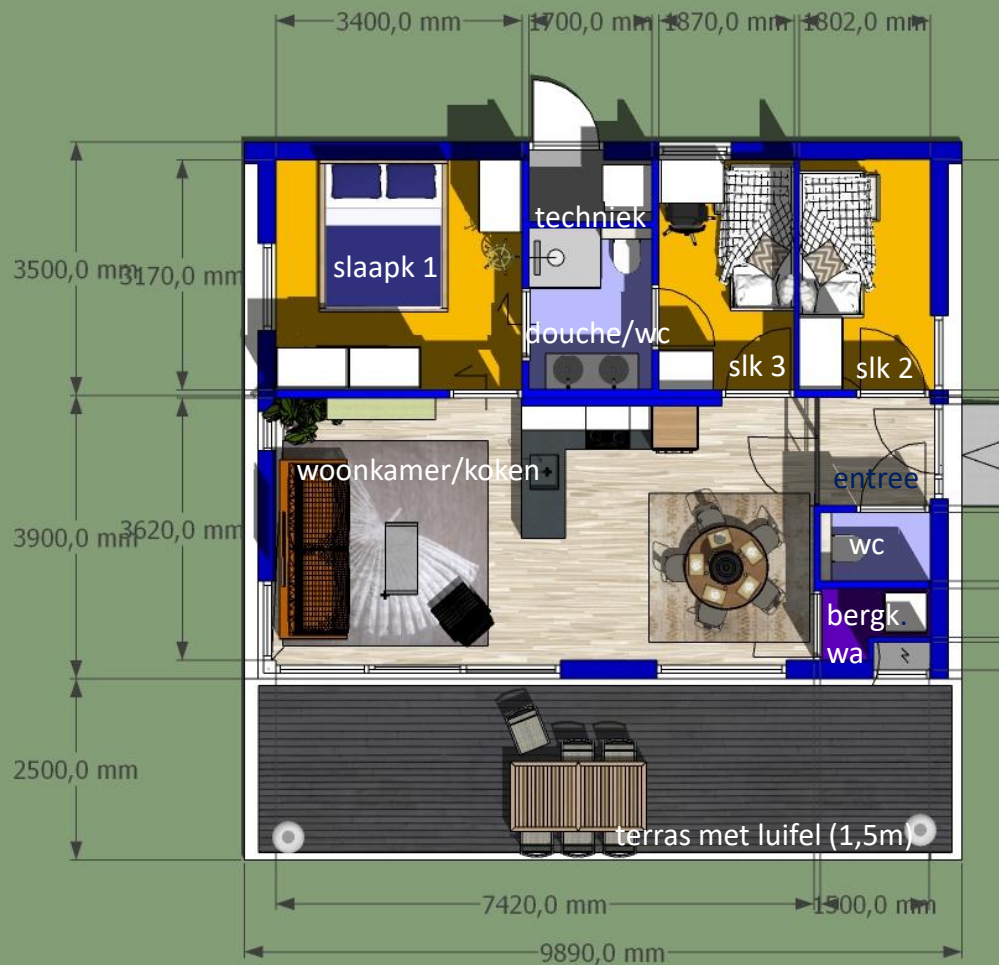 3400,0 mm
1700,0 mm
1870,0 mm
1802,0 mm
techniek
slaapk 1
3500,0 mm
3170,0 mm
douche/wc
slk 3
slk 2
woonkamer/koken
entree
3900,0 mm
3620,0 mm
wc
bergk.
wa
2500,0 mm
terras met luifel (1,5m)
7420,0 mm
1500,0 mm
9890,0 mm